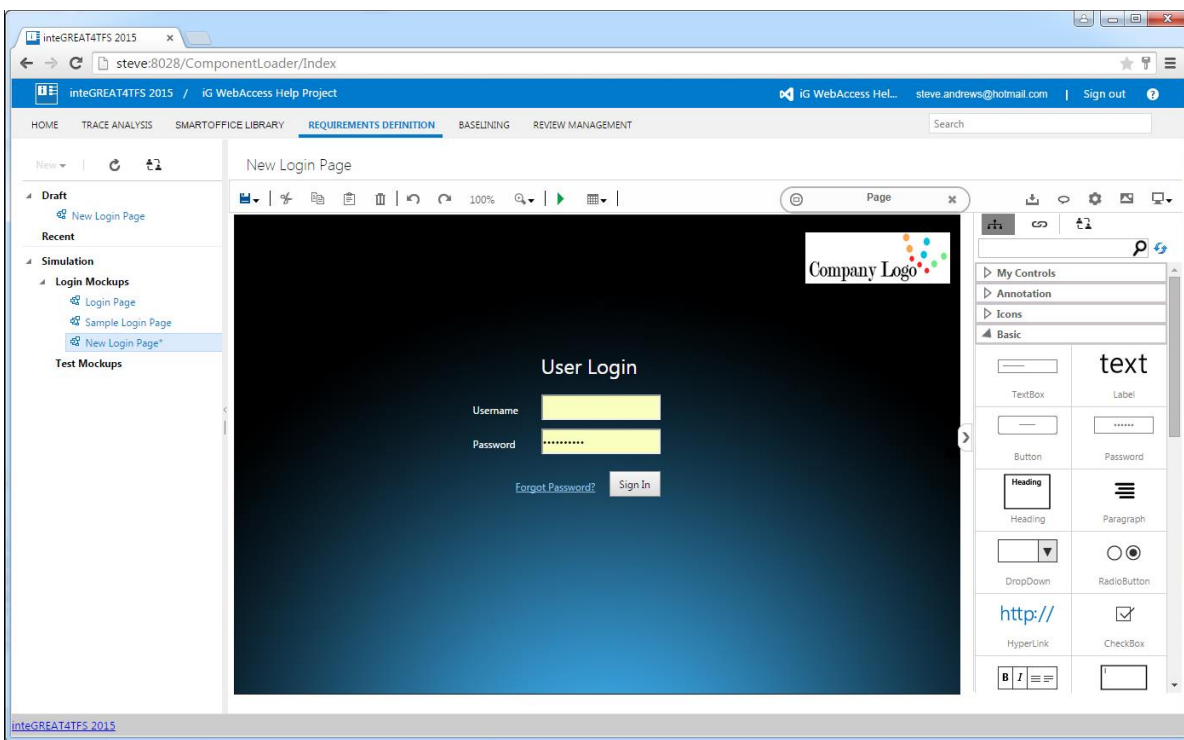 inteGREAT4TFS 2015
steve:8028/ComponentLoader/Index
inteGREAT4TFS 2015 / iG WebAccess Help Project
iG WebAccess Hel... steve.andrews@hotmail.com | Sign out ?
HOME TRACE ANALYSIS SMARTOFFICE LIBRARY REQUIREMENTS DEFINITION BASELINING REVIEW MANAGEMENT Search
New
New Login Page
Draft
New Login Page
Recent
Simulation
Login Mockups
Login Page
Sample Login Page
New Login Page*
Test Mockups
100%
Page
Company Logo
User Login
Username
Password
Forgot Password? Sign In
My Controls
Annotation
Icons
Basic
text
TextBox Label
Button Password
Heading
Heading Paragraph
DropDown RadioButton
http://
HyperLink CheckBox
B I
inteGREAT4TFS 2015